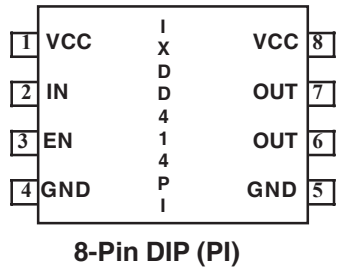 1 VCC
2 IN
3 EN
4 GND
I
X
D
D
4
1
4
P
I
VCC 8
OUT 7
OUT 6
GND 5
8-Pin DIP (PI)